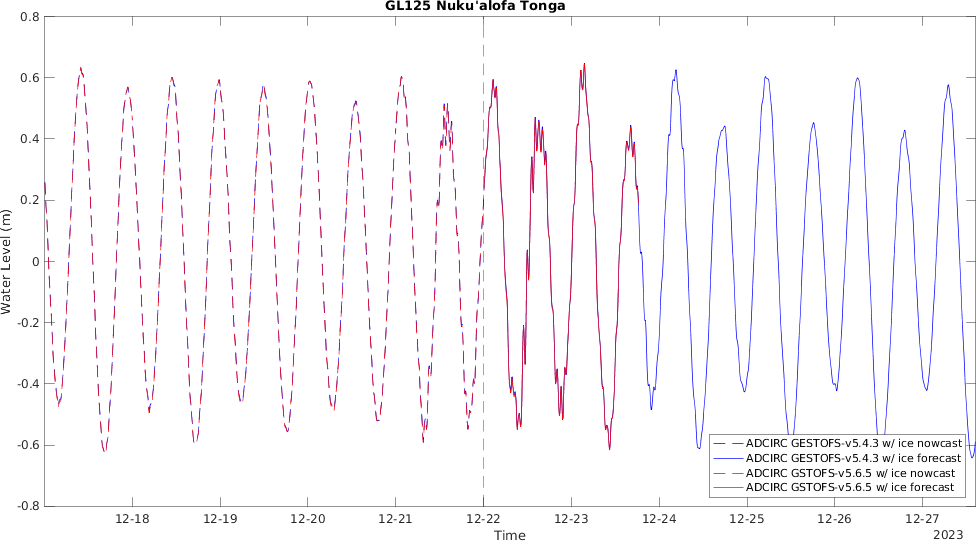 GL125 Nuku'alofa Tonga
0.8
0.6
0.4
0.2
0
-0.2
-0.4
-0.6
-0.8
Water Level (m)
12-18 12-19 12-20 12-21 12-22 12-23 12-24 12-25 12-26 12-27
Time
2023
ADCIRC GESTOFS-v5.4.3 w/ ice nowcast
ADCIRC GESTOFS-v5.4.3 w/ ice forecast
ADCIRC GSTOFS-v5.6.5 w/ ice nowcast
ADCIRC GSTOFS-v5.6.5 w/ ice forecast